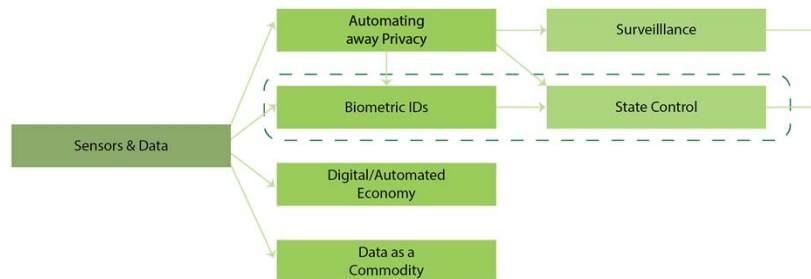 Automating
away Privacy
Surveilllance
Biometric IDs
State Control
Sensors & Data
Digital/Automated
Economy
Data as a
Commodity